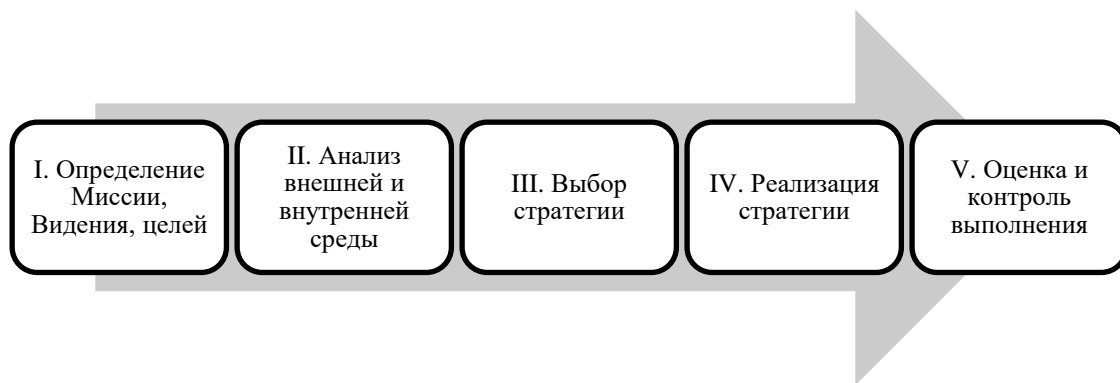 I. Определение
Миссии,
Видения, целей
II. Анализ
внешней и
внутренней
среды
III. Выбор
стратегии
IV. Реализация
стратегии
V. Оценка и
контроль
выполнения